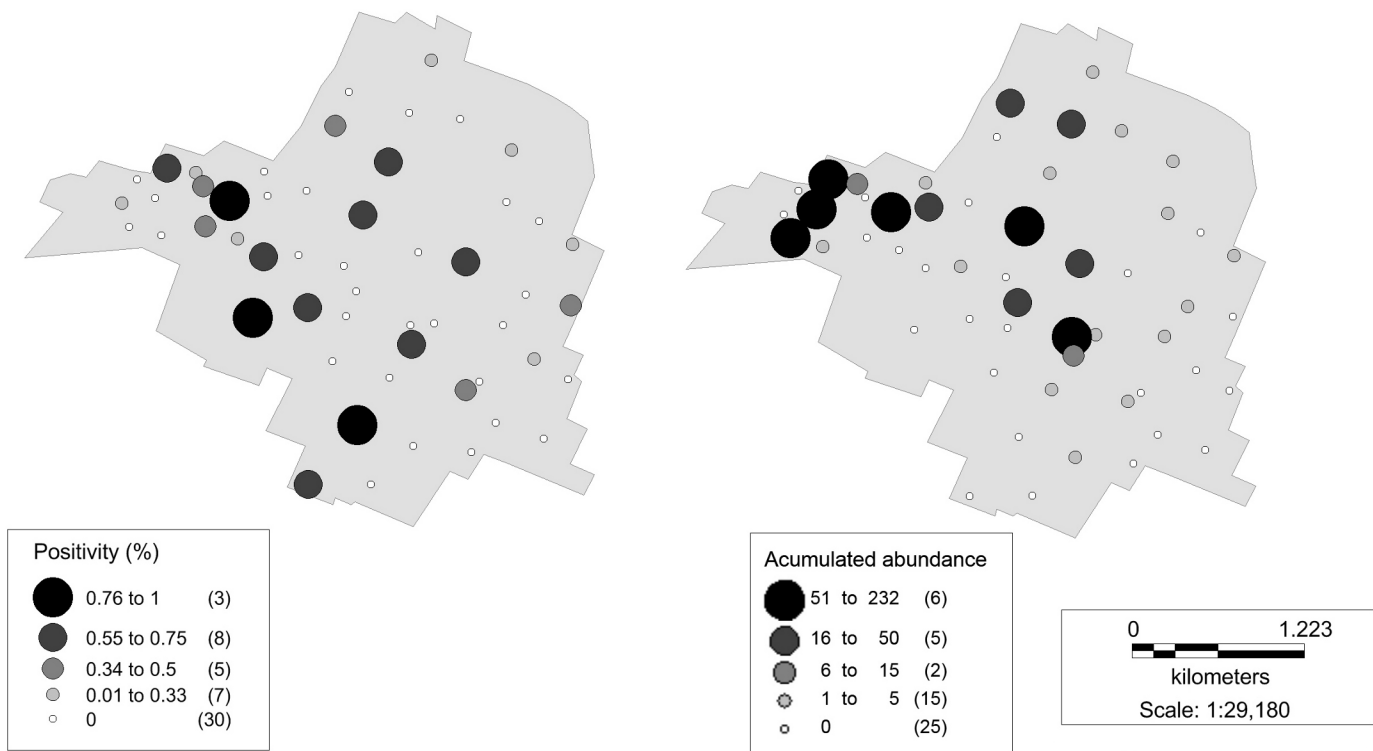 Positivity (%)
0.76 to 1 (3)
0.55 to 0.75 (8)
0.34 to 0.5 (5)
0.01 to 0.33 (7)
0 (30)
Acumulated abundance
51 to 232 (6)
16 to 50 (5)
6 to 15 (2)
1 to 5 (15)
0 (25)
0 1.223
kilometers
Scale: 1:29,180